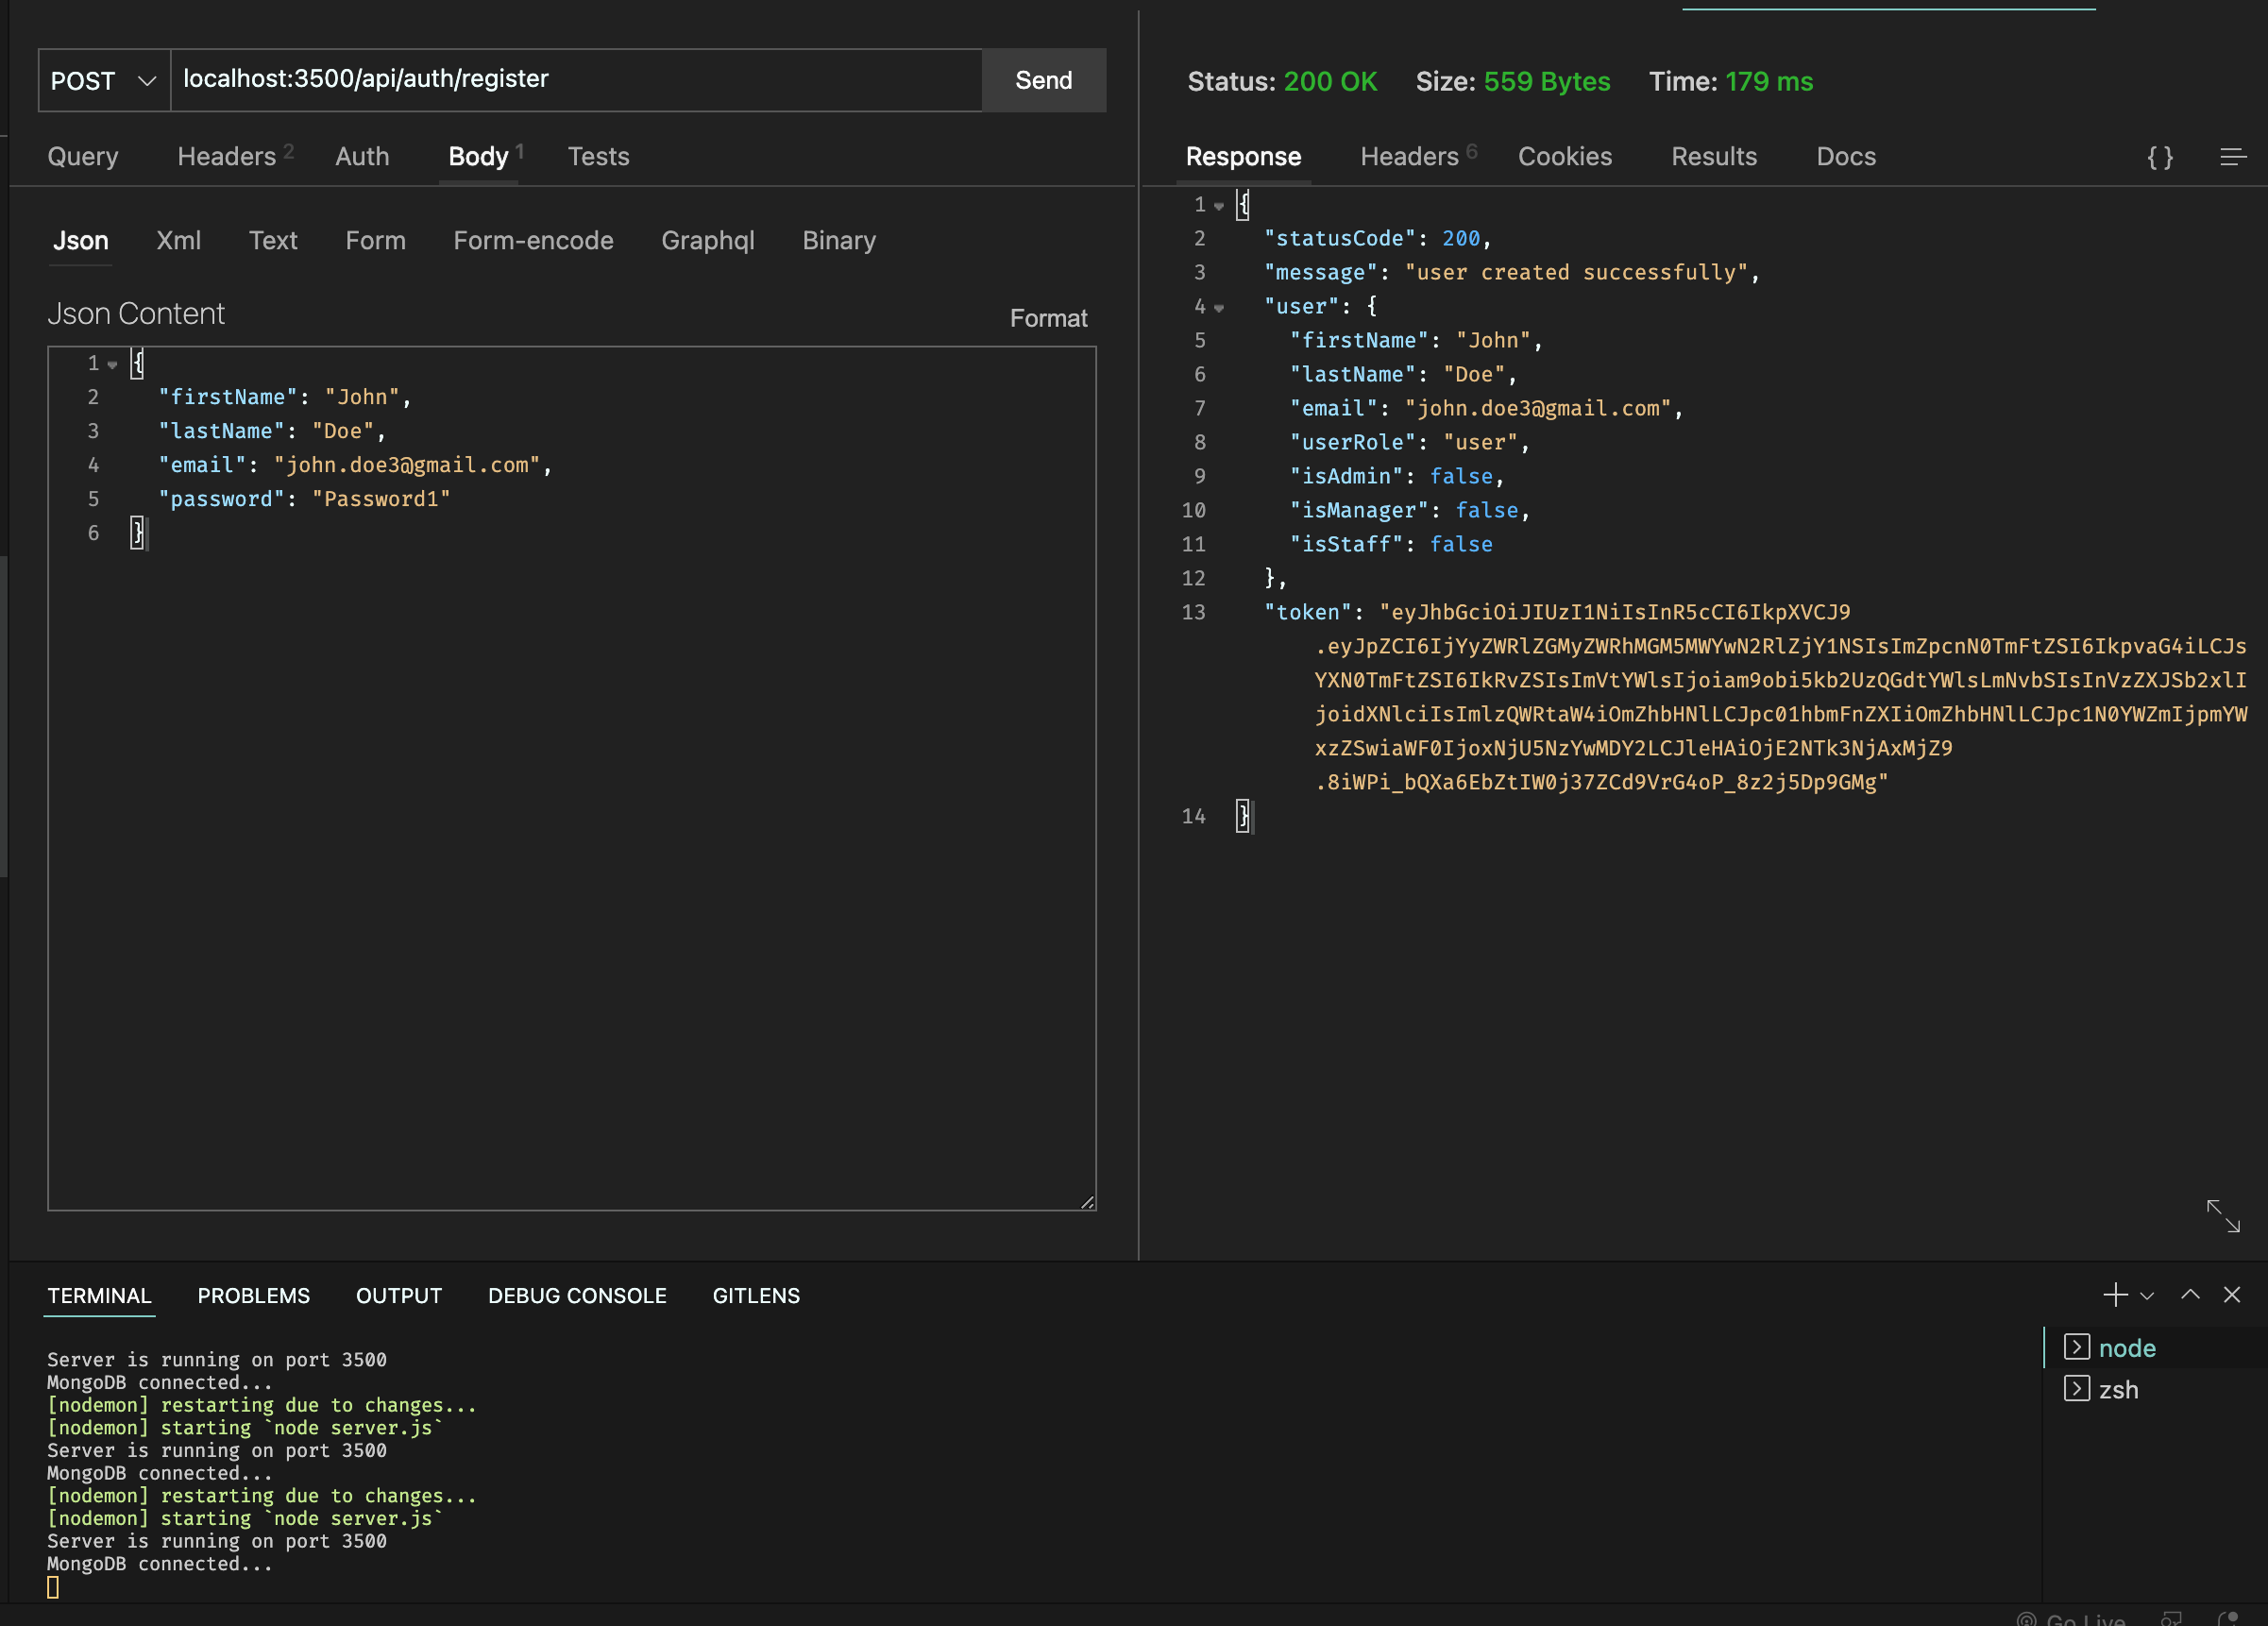 POST localhost:3500/api/auth/register Send
Query Headers 2 Auth Body 1 Tests
Json Xml Text Form Form-encode Graphql Binary
Json Content
Format
1 {
2 "firstName": "John",
3 "lastName": "Doe",
4 "email": "john.doe3@gmail.com",
5 "password": "Password1"
6 }
Status: 200 OK Size: 559 Bytes Time: 179 ms
Response Headers 6 Cookies Results Docs {}
1 {
2 "statusCode": 200,
3 "message": "user created successfully",
4 "user": {
5 "firstName": "John",
6 "lastName": "Doe",
7 "email": "john.doe3@gmail.com",
8 "userRole": "user",
9 "isAdmin": false,
10 "isManager": false,
11 "isStaff": false
12 },
13 "token": "eyJhbGciOiJIUzI1NiIsInR5cCI6IkpXVCJ9
.eyJpZCI6IjYyZWRlZGMyZWRhMGM5MWYwN2RlZjY1NSIsImZpcnN0TmFtZSI6IkpvaG4iLCJs
YXN0TmFtZSI6IkRvZSIsImVtYWlsIjoiam9obi5kb2UzQGdtYWlsLmNvbSIsInVzZXJSb2xlI
joidXNlciIsImlzQWRtaW4iOmZhbHNlLCJpc01hbmFnZXIiOmZhbHNlLCJpc1N0YWZmIjpmYW
xzZSwiaWF0IjoxNjU5NzYwMDY2LCJleHAiOjE2NTk3NjAxMjZ9
.8iWPi_bQXa6EbZtIW0j37ZCd9VrG4oP_8z2j5Dp9GMg"
14 }
TERMINAL PROBLEMS OUTPUT DEBUG CONSOLE GITLENS
Server is running on port 3500
MongoDB connected...
[nodemon] restarting due to changes...
[nodemon] starting `node server.js`
Server is running on port 3500
MongoDB connected...
[nodemon] restarting due to changes...
[nodemon] starting `node server.js`
Server is running on port 3500
MongoDB connected...
node
zsh
Go Live